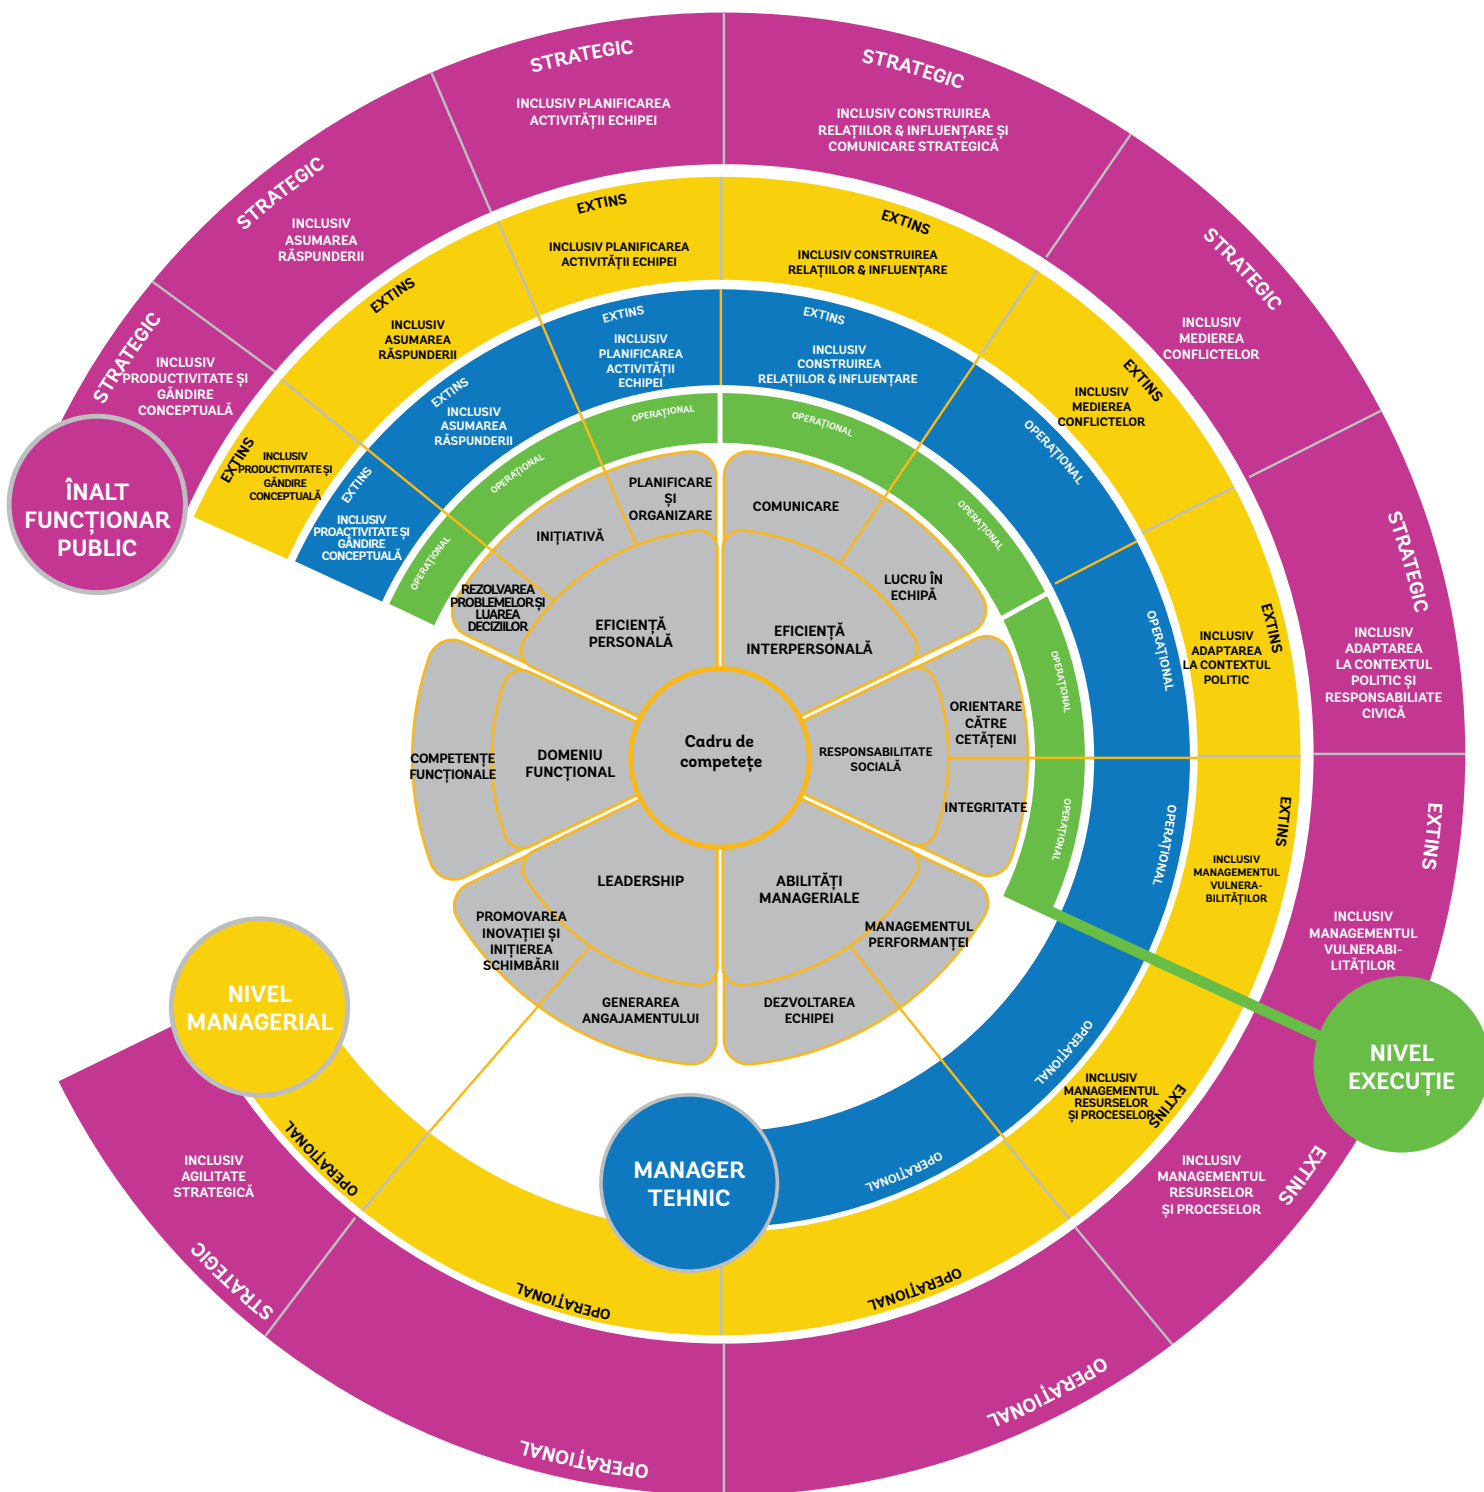 STRATEGIC
INCLUSIV PLANIFICAREA
ACTIVITĂȚII ECHIPEI
STRATEGIC
INCLUSIV CONSTRUIREA
RELAȚIILOR & INFLUENȚARE ȘI
COMUNICARE STRATEGICĂ
STRATEGIC
INCLUSIV
ASUMAREA
RĂSPUNDERII
STRATEGIC
INCLUSIV
MEDIEREA
CONFLICTELOR
STRATEGIC
INCLUSIV
PRODUCTIVITATE ȘI
GÂNDIRE
CONCEPTUALĂ
STRATEGIC
INCLUSIV
ADAPTAREA
LA CONTEXTUL
POLITIC ȘI
RESPONSABILIATE
CIVICĂ
EXTINS
INCLUSIV
MANAGEMENTUL
VULNERABI-
LITĂȚILOR
EXTINS
INCLUSIV
MANAGEMENTUL
RESURSELOR
ȘI PROCESELOR
OPERAȚIONAL
OPERAȚIONAL
STRATEGIC
INCLUSIV
AGILITATE
STRATEGICĂ
ÎNALT
FUNCȚIONAR
PUBLIC
EXTINS
INCLUSIV
PRODUCTIVITATE ȘI
GÂNDIRE
CONCEPTUALĂ
EXTINS
INCLUSIV
ASUMAREA
RĂSPUNDERII
EXTINS
INCLUSIV PLANIFICAREA
ACTIVITĂȚII ECHIPEI
EXTINS
INCLUSIV CONSTRUIREA
RELAȚIILOR & INFLUENȚARE
EXTINS
INCLUSIV
MEDIEREA
CONFLICTELOR
EXTINS
INCLUSIV
ADAPTAREA
LA CONTEXTUL
POLITIC
EXTINS
INCLUSIV
MANAGEMENTUL
VULNERA-
BILITĂȚILOR
EXTINS
INCLUSIV
MANAGEMENTUL
RESURSELOR
ȘI PROCESELOR
OPERAȚIONAL
OPERAȚIONAL
OPERAȚIONAL
NIVEL
MANAGERIAL
EXTINS
INCLUSIV
PROACTIVITATE ȘI
GÂNDIRE
CONCEPTUALĂ
EXTINS
INCLUSIV
ASUMAREA
RĂSPUNDERII
EXTINS
INCLUSIV
PLANIFICAREA
ACTIVITĂȚII
ECHIPEI
EXTINS
INCLUSIV
CONSTRUIREA
RELAȚIILOR & INFLUENȚARE
OPERAȚIONAL
OPERAȚIONAL
OPERAȚIONAL
OPERAȚIONAL
OPERAȚIONAL
MANAGER
TEHNIC
OPERAȚIONAL
OPERAȚIONAL
OPERAȚIONAL
OPERAȚIONAL
OPERAȚIONAL
OPERAȚIONAL
OPERAȚIONAL
NIVEL
EXECUȚIE
REZOLVAREA
PROBLEMELOR ȘI
LUAREA
DECIZIILOR
INIȚIATIVĂ
PLANIFICARE
ȘI
ORGANIZARE
COMUNICARE
LUCRU ÎN
ECHIPĂ
ORIENTARE
CĂTRE
CETĂȚENI
INTEGRITATE
MANAGEMENTUL
PERFORMANȚEI
DEZVOLTAREA
ECHIPEI
GENERAREA
ANGAJAMENTULUI
PROMOVAREA
INOVAȚIEI ȘI
INIȚIEREA
SCHIMBĂRII
COMPETENȚE
FUNCȚIONALE
EFICIENȚĂ
PERSONALĂ
EFICIENȚĂ
INTERPERSONALĂ
RESPONSABILITATE
SOCIALĂ
ABILITĂȚI
MANAGERIALE
LEADERSHIP
DOMENIU
FUNCȚIONAL
Cadru de
competețe